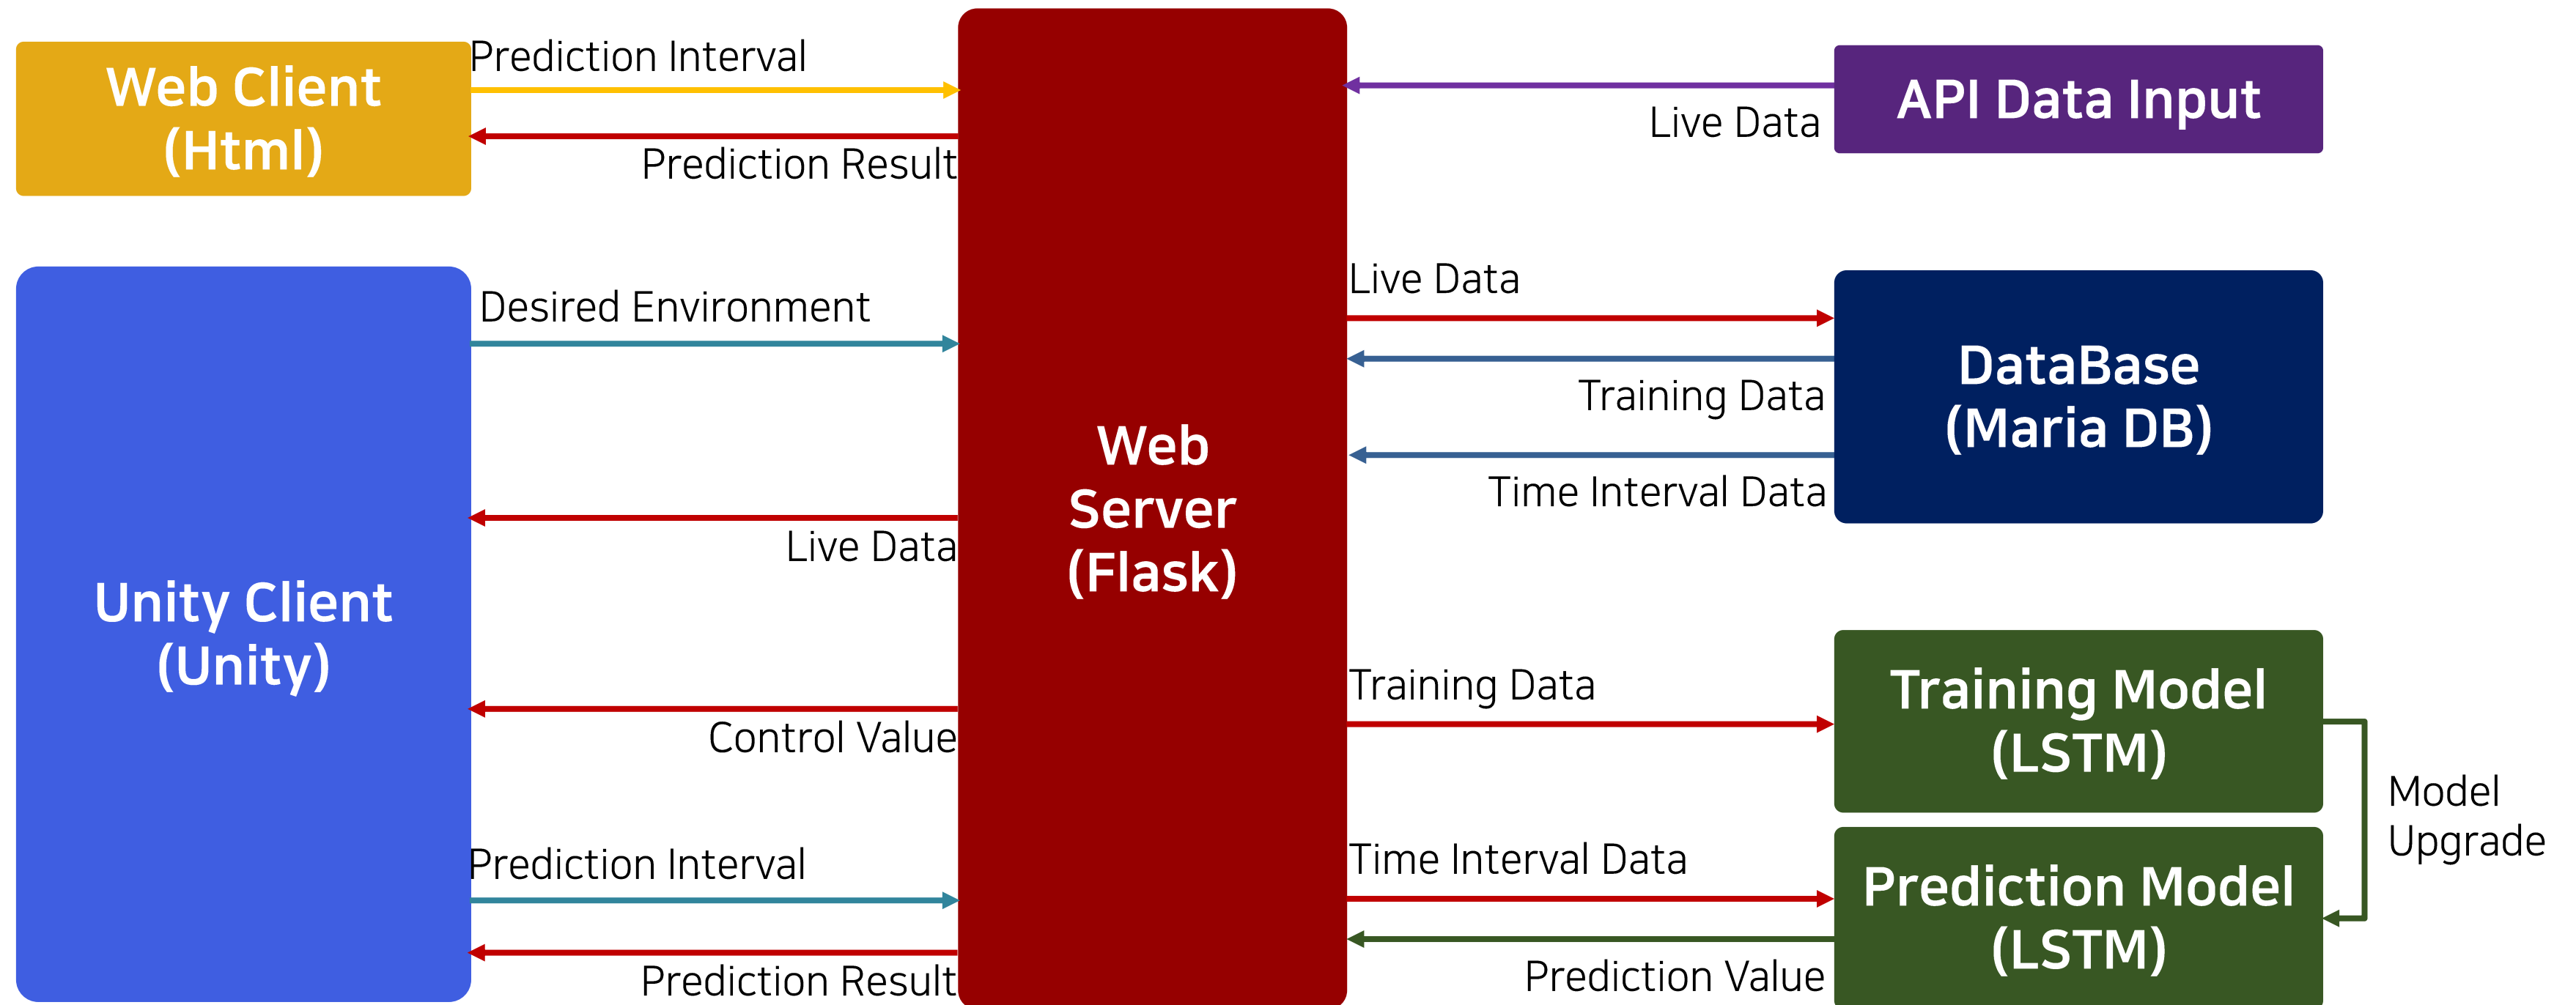 Web Client
(Html)
Prediction Interval
Prediction Result
API Data Input
Live Data
Unity Client
(Unity)
Desired Environment
Live Data
Control Value
Prediction Interval
Prediction Result
Web
Server
(Flask)
Live Data
Training Data
Time Interval Data
DataBase
(Maria DB)
Training Data
Training Model
(LSTM)
Model
Upgrade
Time Interval Data
Prediction Value
Prediction Model
(LSTM)